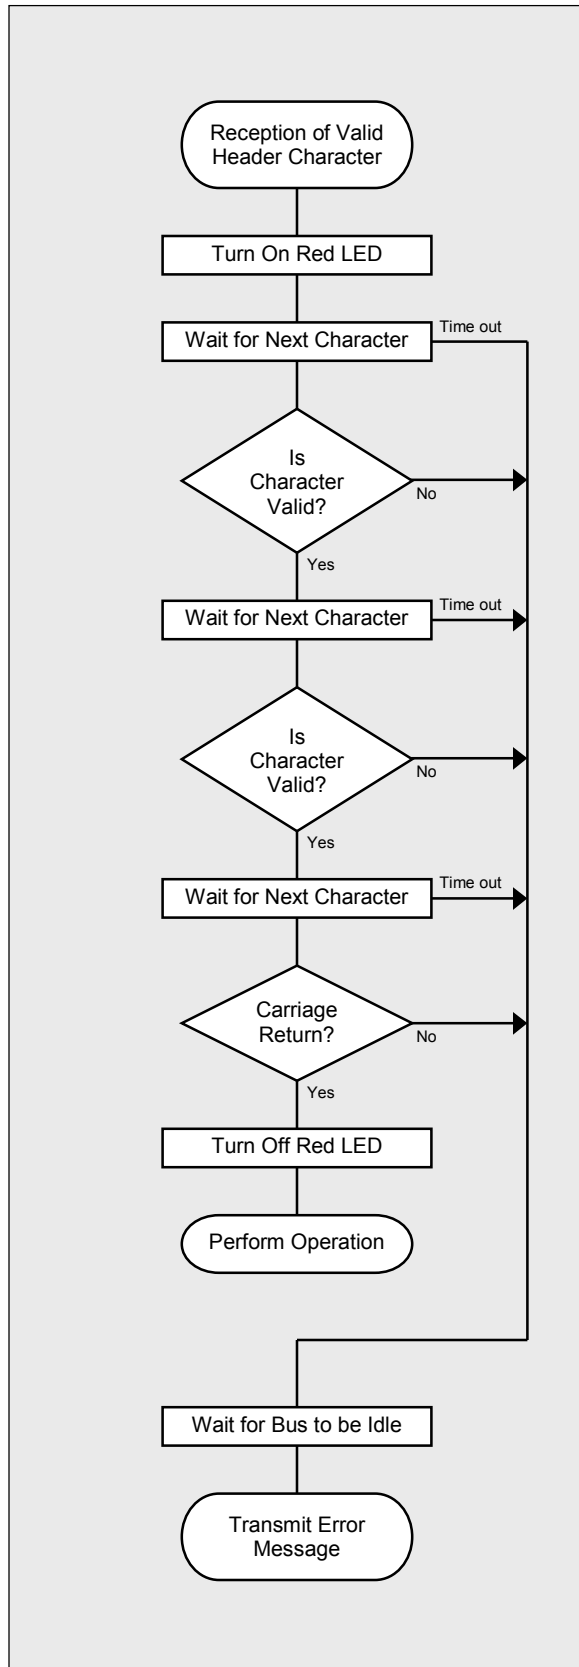 Reception of Valid
Header Character
Turn On Red LED
Wait for Next Character
Time out
Is
Character
Valid?
No
Yes
Wait for Next Character
Time out
Is
Character
Valid?
No
Yes
Wait for Next Character
Time out
Carriage
Return?
No
Yes
Turn Off Red LED
Perform Operation
Wait for Bus to be Idle
Transmit Error
Message